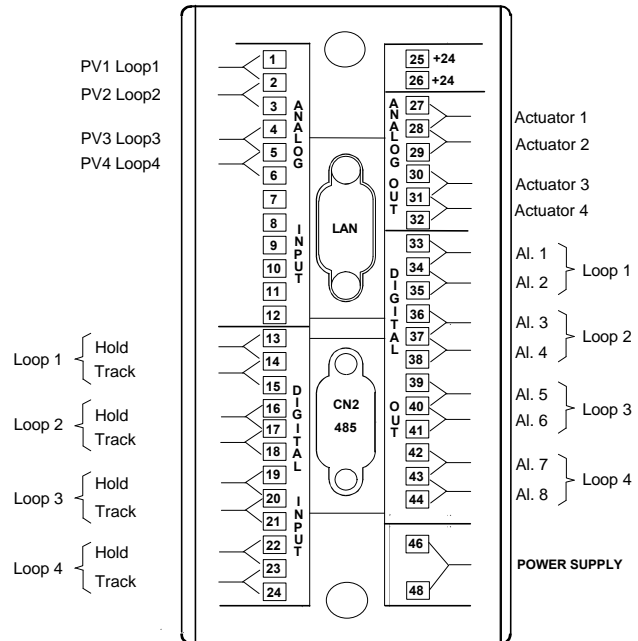 PV1 Loop1
PV2 Loop2
PV3 Loop3
PV4 Loop4
Loop 1
Hold
Track
Loop 2
Hold
Track
Loop 3
Hold
Track
Loop 4
Hold
Track
1
2
3
4
5
6
7
8
9
10
11
12
ANALOG INPUT
13
14
15
16
17
18
19
20
21
22
23
24
DIGITAL INPUT
LAN
CN2
485
25 +24
26 +24
27
28
29
30
31
32
ANALOG OUT
33
34
35
36
37
38
39
40
41
42
43
44
DIGITAL OUT
46
48
Actuator 1
Actuator 2
Actuator 3
Actuator 4
Al. 1
Al. 2
Loop 1
Al. 3
Al. 4
Loop 2
Al. 5
Al. 6
Loop 3
Al. 7
Al. 8
Loop 4
POWER SUPPLY